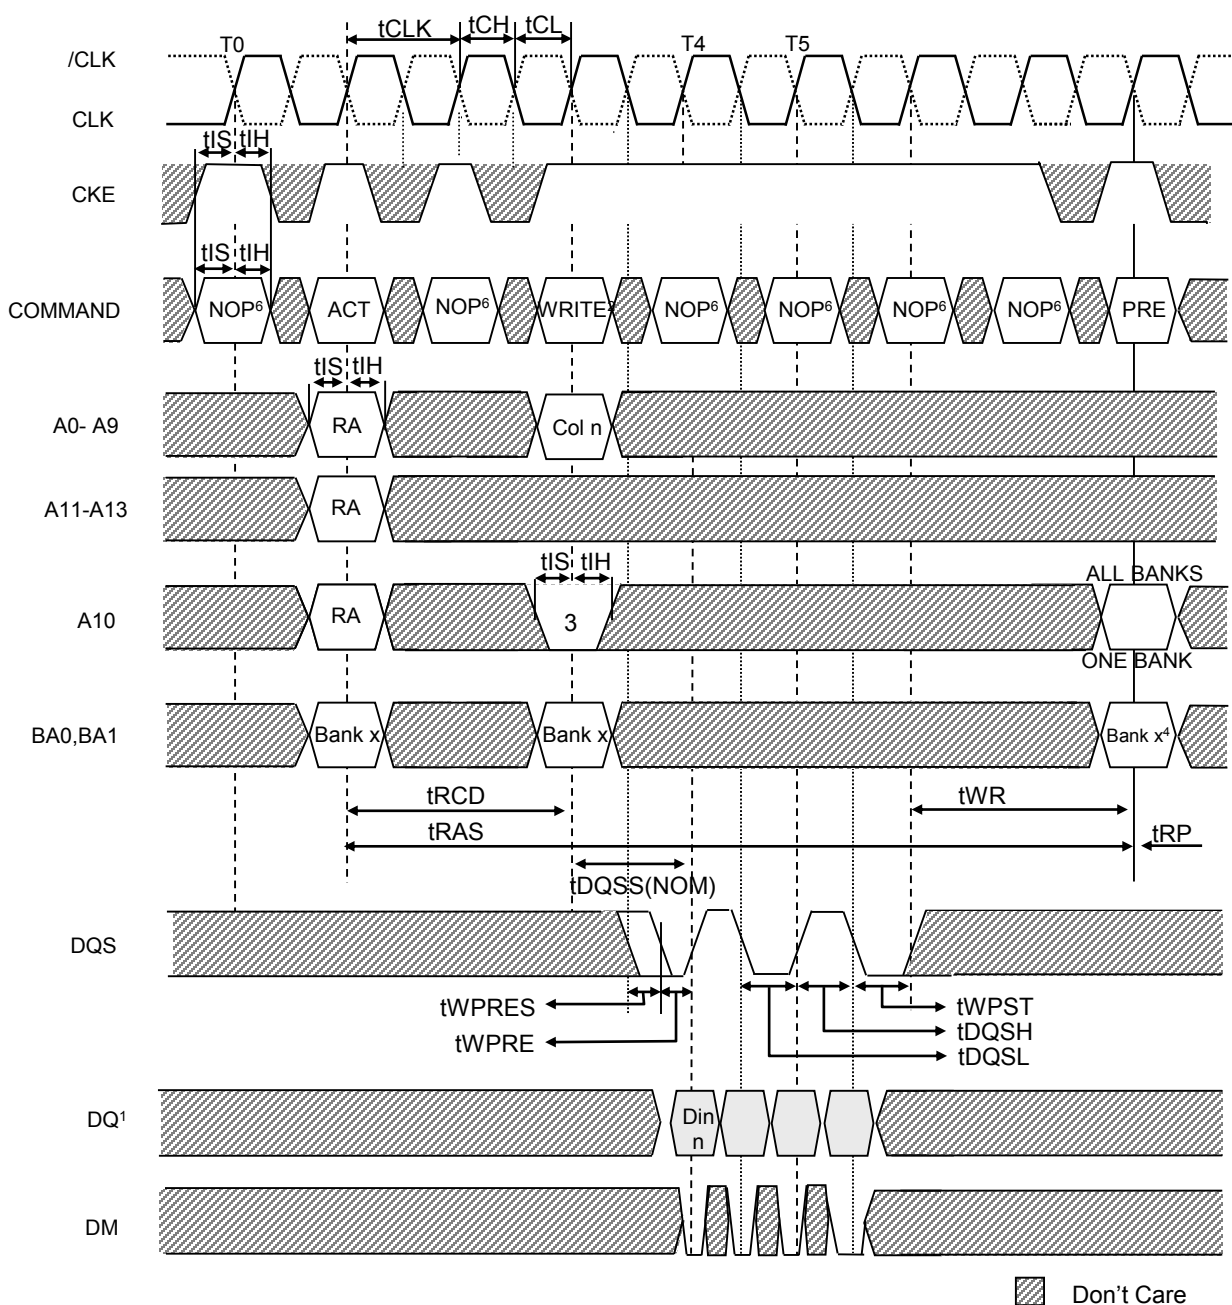 tCLK tCH tCL
T0 T4 T5
/CLK
CLK
tIS tIH
CKE
tIS tIH
COMMAND NOP⁶ ACT NOP⁶ WRITE² NOP⁶ NOP⁶ NOP⁶ NOP⁶ PRE
tIS tIH
A0- A9 RA Col n
A11-A13 RA
tIS tIH
ALL BANKS
A10 RA 3
ONE BANK
BA0,BA1 Bank x Bank x Bank x⁴
tRCD tWR
tRAS tRP
tDQSS(NOM)
DQS
tWPRES tWPST
tWPRE tDQSH
tDQSL
DQ¹ Din
n
DM
Don't Care